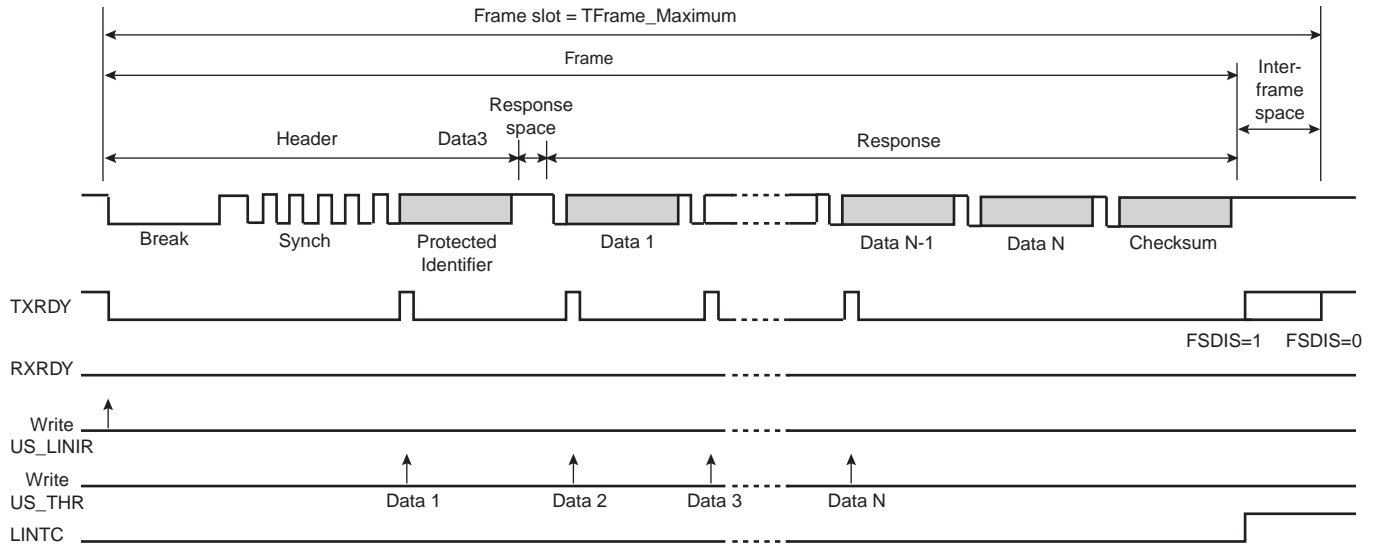 Frame slot = TFrame_Maximum
Frame
Inter-
frame
space
Response
space
Header
Data3
Response
Break
Synch
Protected
Identifier
Data 1
Data N-1
Data N
Checksum
TXRDY
FSDIS=1
FSDIS=0
RXRDY
Write
US_LINIR
Write
US_THR
Data 1
Data 2
Data 3
Data N
LINTC